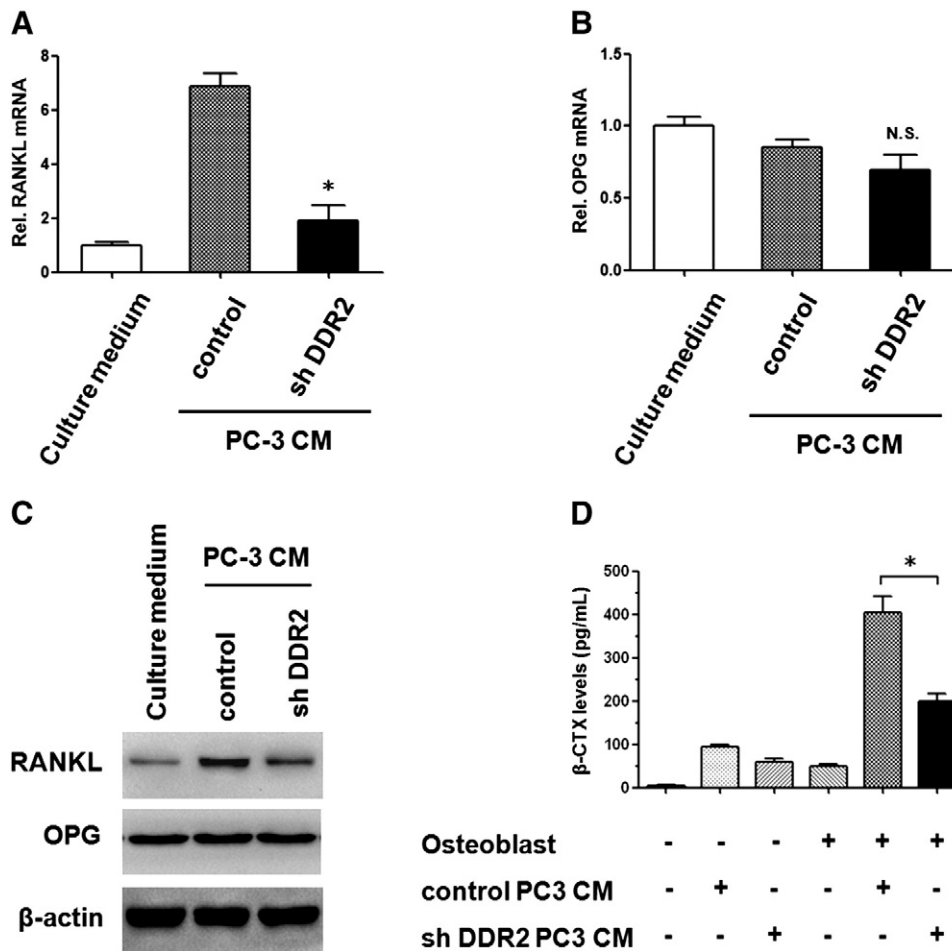 A
Rel. RANKL mRNA
8
6
4
2
0
*
Culture medium
control
sh DDR2
PC-3 CM
B
Rel. OPG mRNA
1.5
1.0
0.5
0.0
N.S.
Culture medium
control
sh DDR2
PC-3 CM
C
Culture medium
PC-3 CM
control
sh DDR2
RANKL
OPG
β-actin
D
β-CTX levels (pg/mL)
500
400
300
200
100
0
*
Osteoblast - - - + + +
control PC3 CM - + - - + -
sh DDR2 PC3 CM - - + - - +